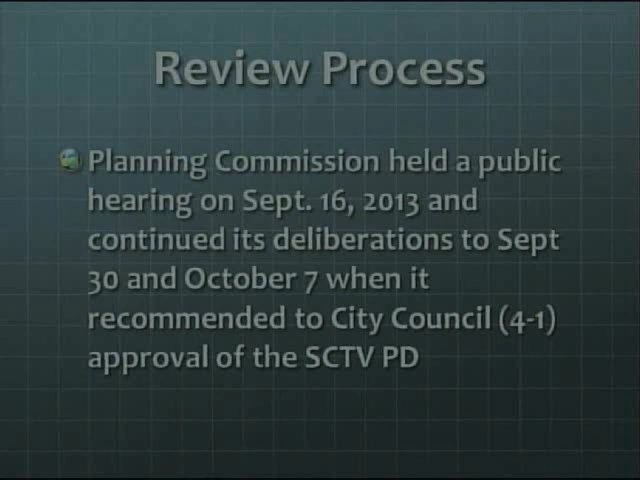 Review Process
Planning Commission held a public
hearing on Sept. 16, 2013 and
continued its deliberations to Sept
30 and October 7 when it
recommended to City Council (4-1)
approval of the SCTV PD